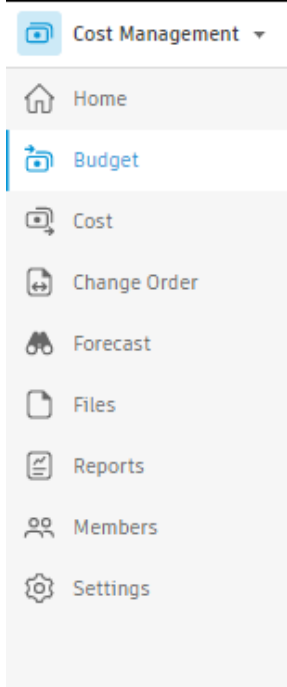 Cost Management
Home
Budget
Cost
Change Order
Forecast
Files
Reports
Members
Settings